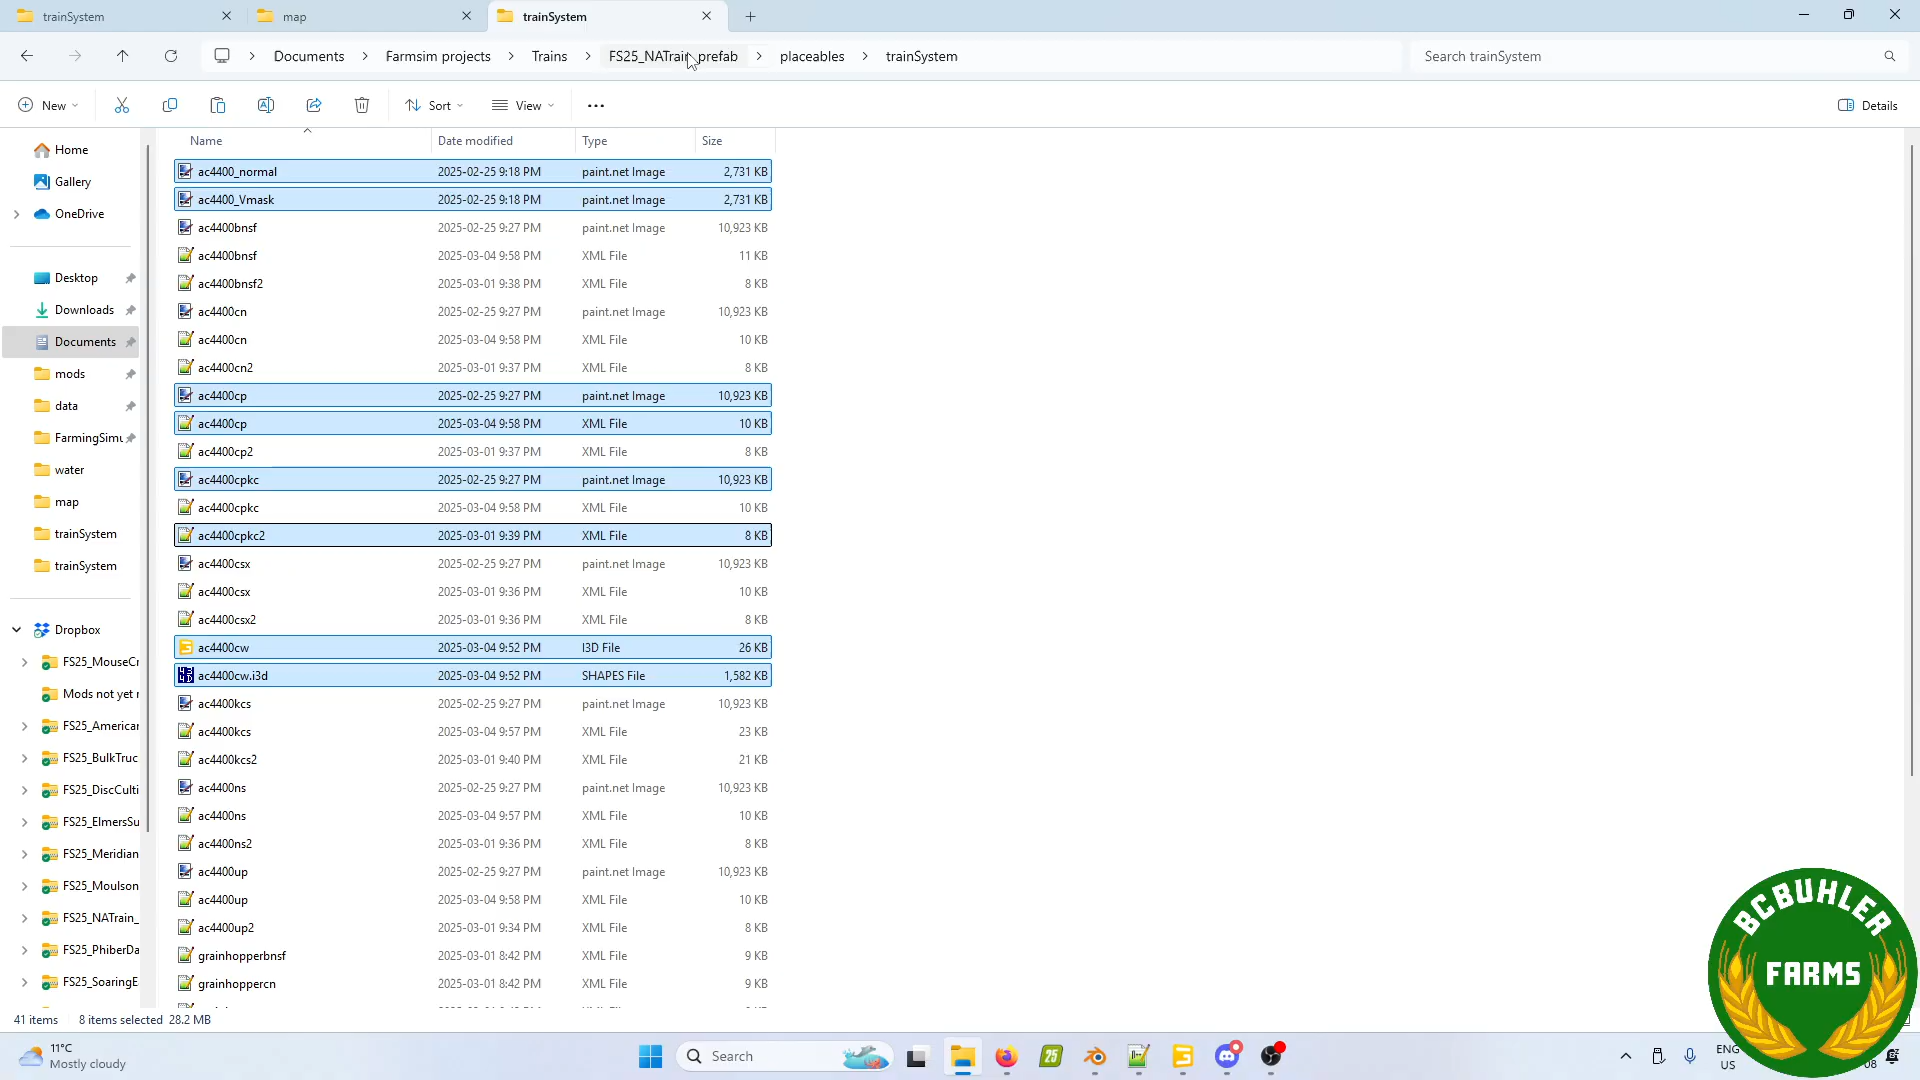 trainSystem
map
trainSystem
Documents
Farmsim projects
Trains
FS25_NATrain_prefab
placeables
trainSystem
Search trainSystem
New
Sort
View
Details
Name Date modified Type Size
Home
Gallery
OneDrive
Desktop
Downloads
Documents
mods
data
FarmingSimu
water
map
trainSystem
trainSystem
Dropbox
FS25_MouseCr
Mods not yet r
FS25_American
FS25_BulkTruc
FS25_DiscCulti
FS25_ElmersSu
FS25_Meridian
FS25_Moulson
FS25_NATrain_
FS25_PhiberDa
FS25_SoaringE
ac4400_normal 2025-02-25 9:18 PM paint.net Image 2,731 KB
ac4400_Vmask 2025-02-25 9:18 PM paint.net Image 2,731 KB
ac4400bnsf 2025-02-25 9:27 PM paint.net Image 10,923 KB
ac4400bnsf 2025-03-04 9:58 PM XML File 11 KB
ac4400bnsf2 2025-03-01 9:38 PM XML File 8 KB
ac4400cn 2025-02-25 9:27 PM paint.net Image 10,923 KB
ac4400cn 2025-03-04 9:58 PM XML File 10 KB
ac4400cn2 2025-03-01 9:37 PM XML File 8 KB
ac4400cp 2025-02-25 9:27 PM paint.net Image 10,923 KB
ac4400cp 2025-03-04 9:58 PM XML File 10 KB
ac4400cp2 2025-03-01 9:37 PM XML File 8 KB
ac4400cpkc 2025-02-25 9:27 PM paint.net Image 10,923 KB
ac4400cpkc 2025-03-04 9:58 PM XML File 10 KB
ac4400cpkc2 2025-03-01 9:39 PM XML File 8 KB
ac4400csx 2025-02-25 9:27 PM paint.net Image 10,923 KB
ac4400csx 2025-03-01 9:36 PM XML File 10 KB
ac4400csx2 2025-03-01 9:36 PM XML File 8 KB
ac4400cw 2025-03-04 9:52 PM I3D File 26 KB
ac4400cw.i3d 2025-03-04 9:52 PM SHAPES File 1,582 KB
ac4400kcs 2025-02-25 9:27 PM paint.net Image 10,923 KB
ac4400kcs 2025-03-04 9:57 PM XML File 23 KB
ac4400kcs2 2025-03-01 9:40 PM XML File 21 KB
ac4400ns 2025-02-25 9:27 PM paint.net Image 10,923 KB
ac4400ns 2025-03-04 9:57 PM XML File 10 KB
ac4400ns2 2025-03-01 9:36 PM XML File 8 KB
ac4400up 2025-02-25 9:27 PM paint.net Image 10,923 KB
ac4400up 2025-03-04 9:58 PM XML File 10 KB
ac4400up2 2025-03-01 9:34 PM XML File 8 KB
grainhopperbnsf 2025-03-01 8:42 PM XML File 9 KB
grainhoppercn 2025-03-01 8:42 PM XML File 9 KB
41 items 8 items selected 28.2 MB
BCBUHLER
FARMS
11°C
Mostly cloudy
Search
25
ENG
US
08